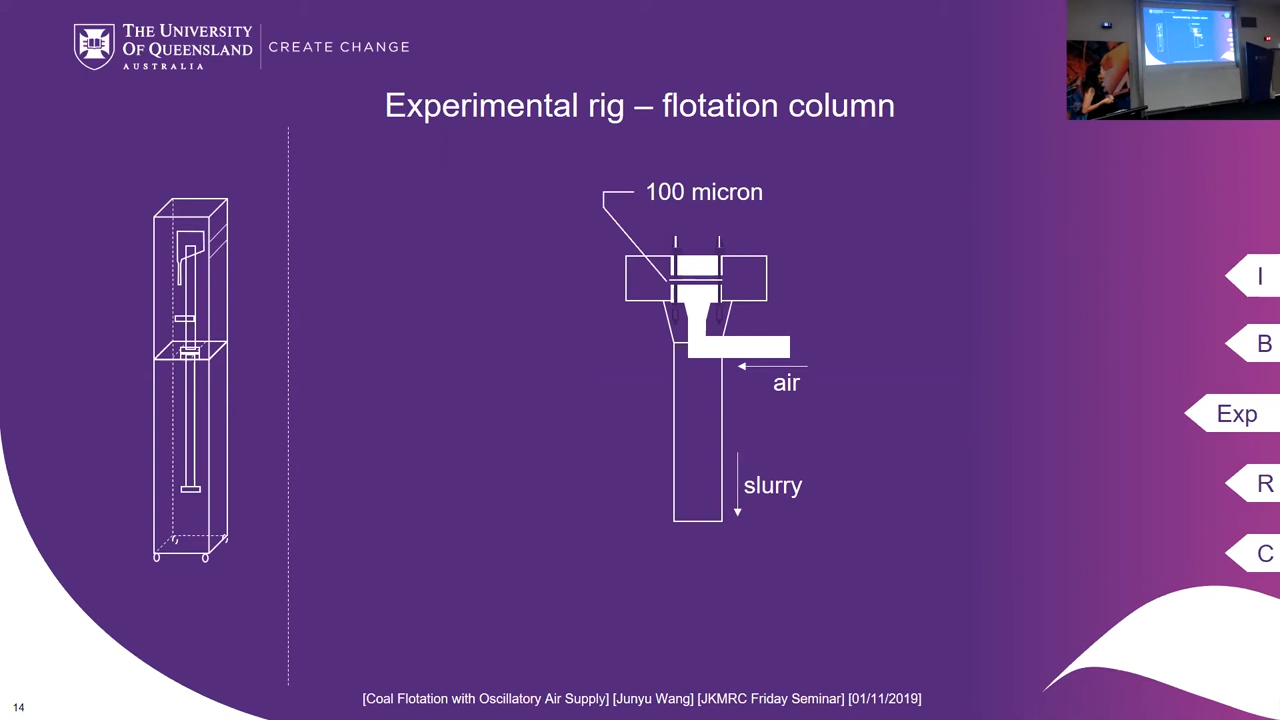 THE UNIVERSITY
OF QUEENSLAND
AUSTRALIA
CREATE CHANGE
Experimental rig – flotation column
100 micron
air
slurry
I
B
Exp
R
C
14
[Coal Flotation with Oscillatory Air Supply] [Junyu Wang] [JKMRC Friday Seminar] [01/11/2019]